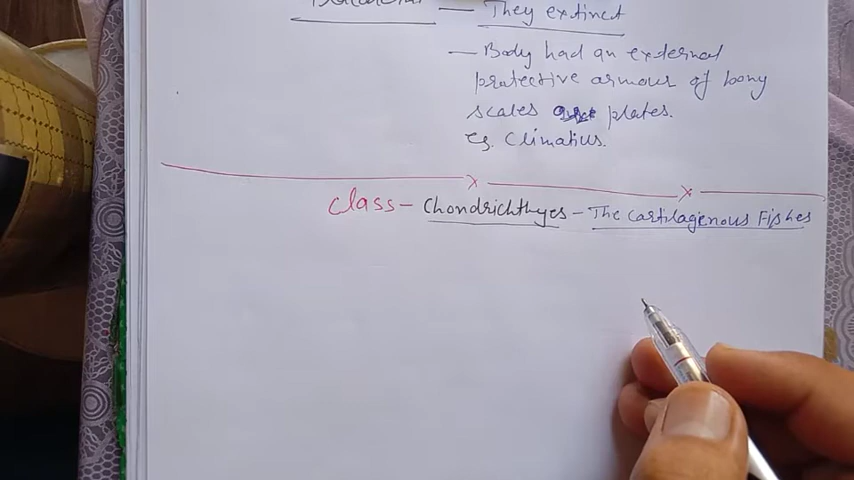 — They extinct
— Body had an external
protective armour of bony
scales plates.
eg. Climatius.
Class - Chondrichthyes - The cartilagenous Fishes